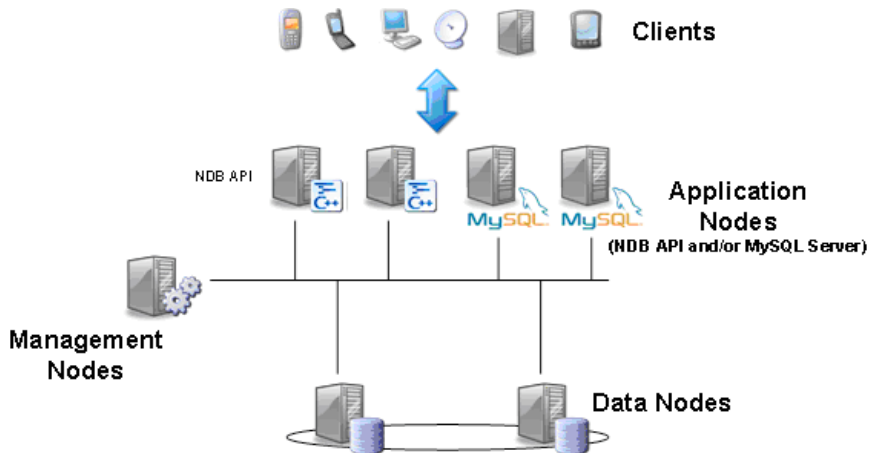 Clients
NDB API
C++
C++
MySQL
MySQL
Application
Nodes
(NDB API and/or MySQL Server)
Management
Nodes
Data Nodes